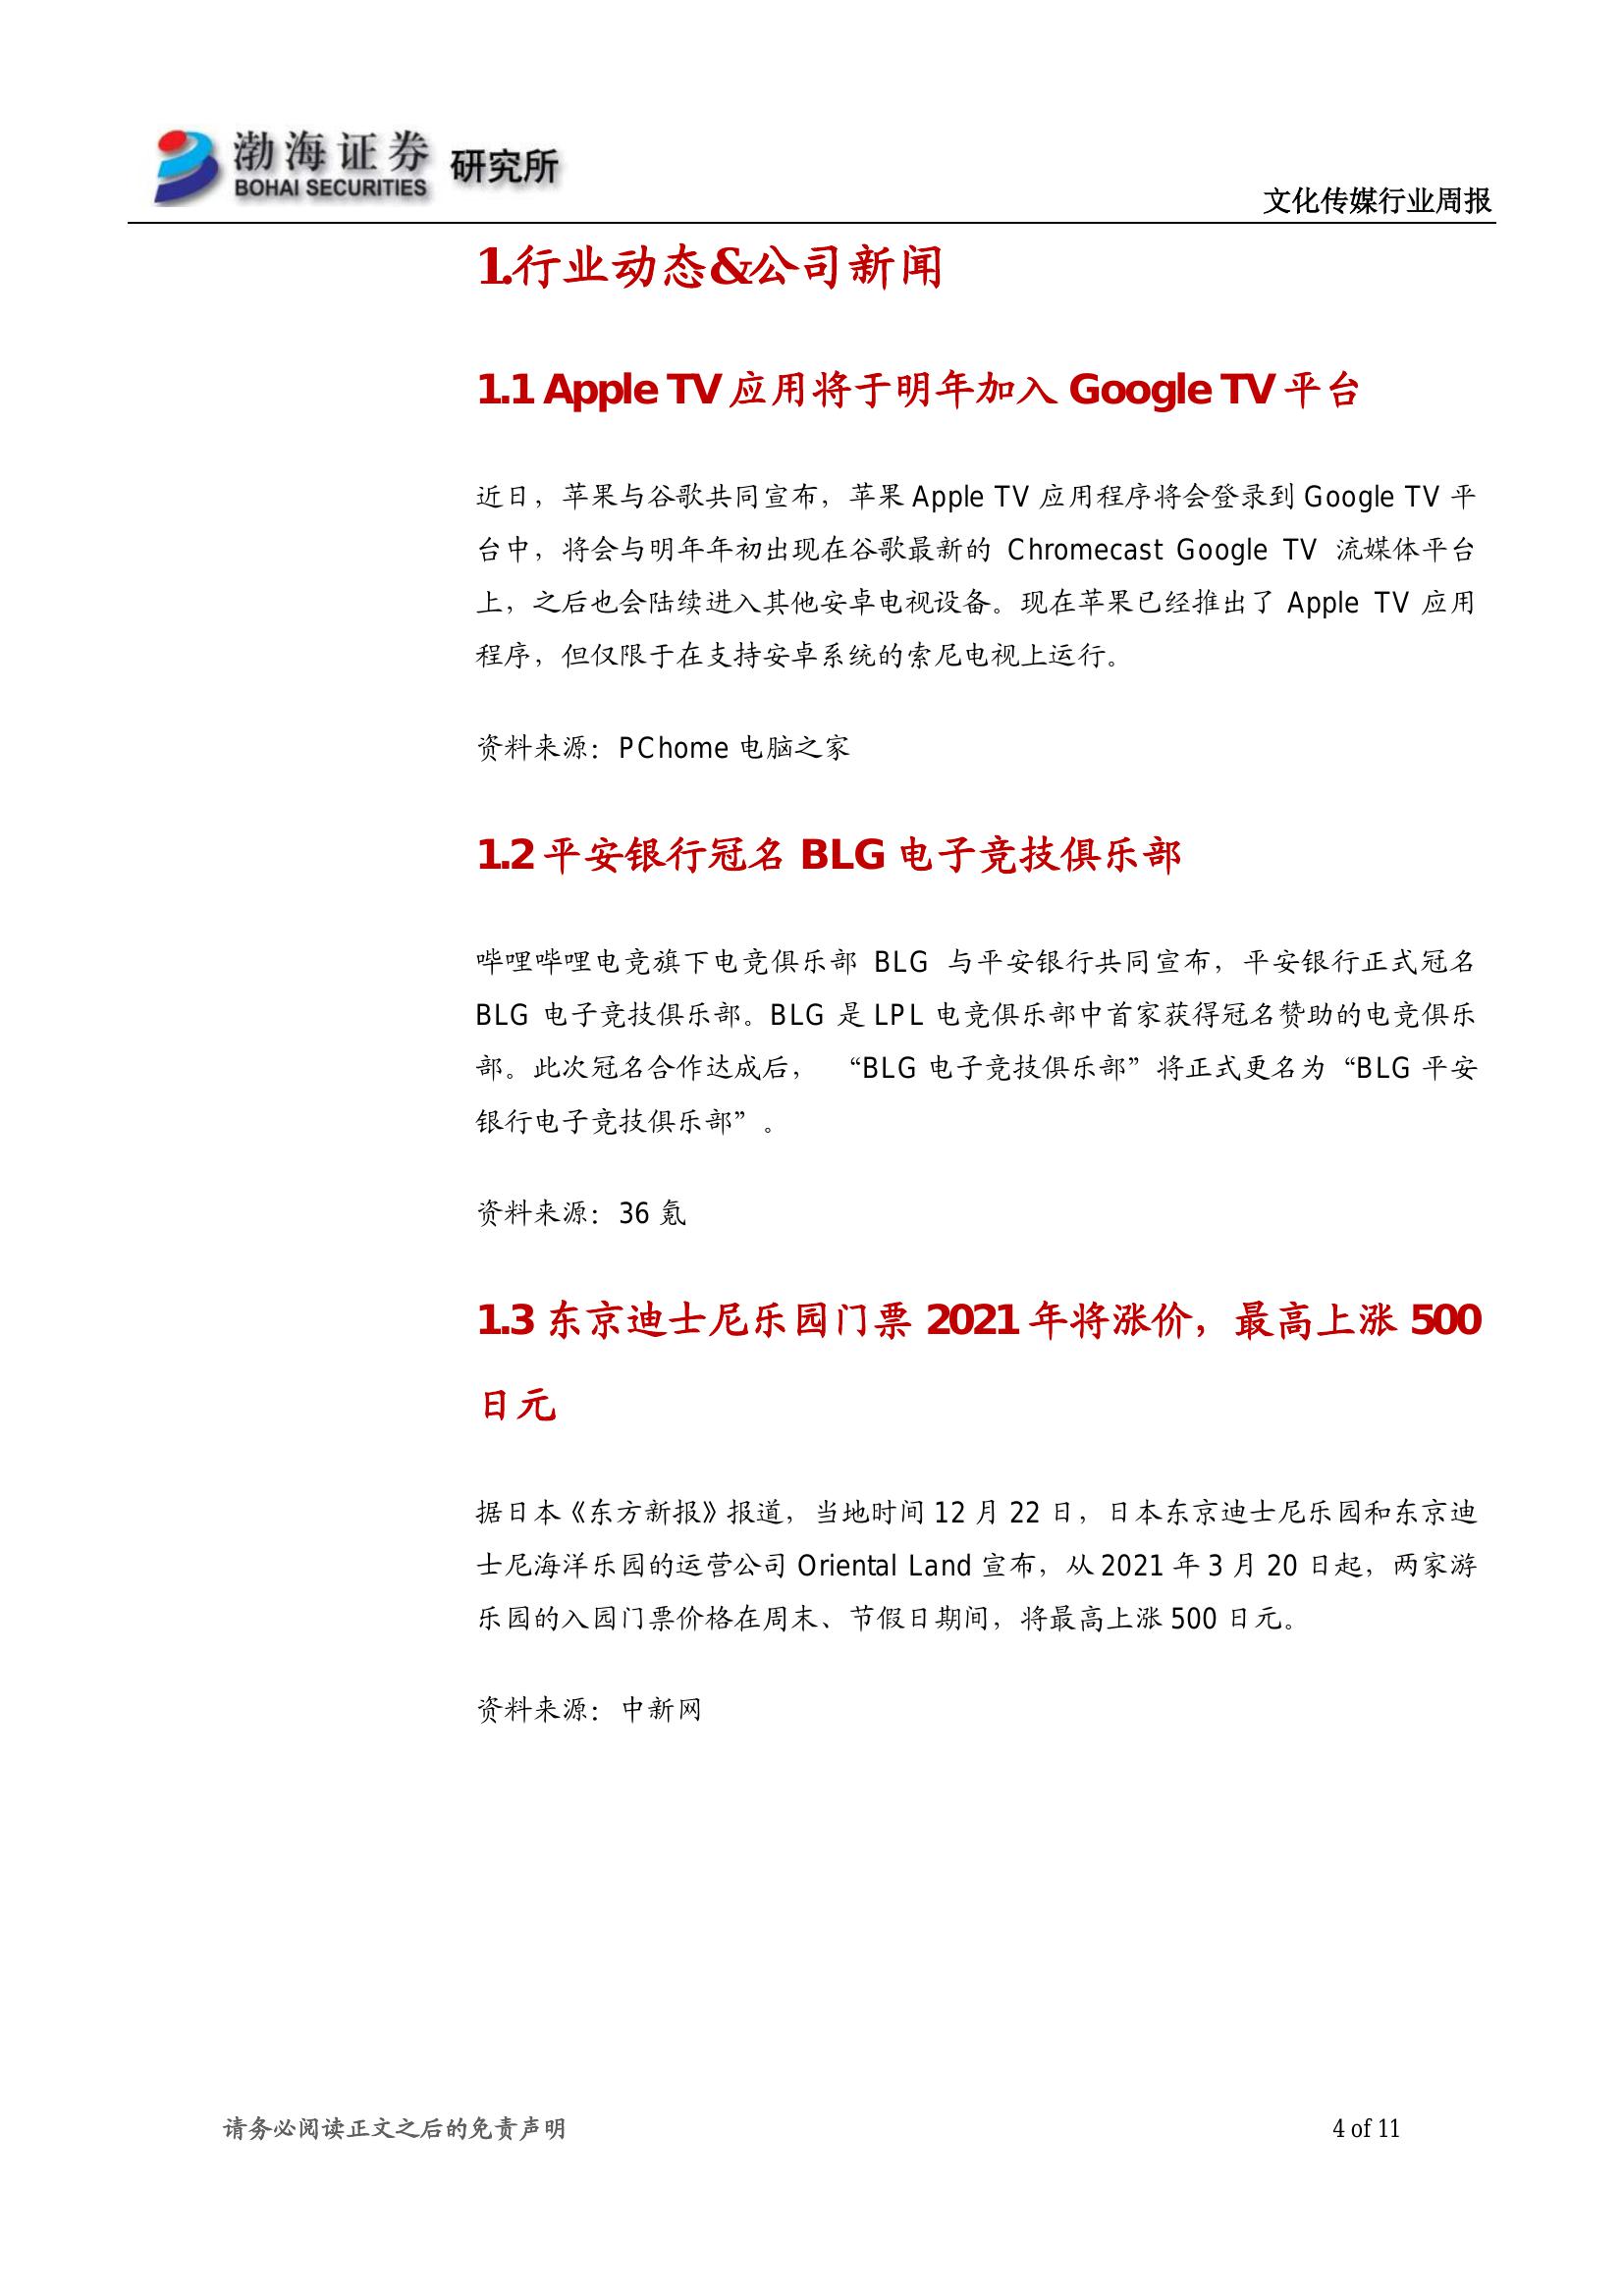 渤海证券 研究所
BOHAI SECURITIES
文化传媒行业周报
1.行业动态&公司新闻
1.1 Apple TV 应用将于明年加入 Google TV 平台
近日，苹果与谷歌共同宣布，苹果 Apple TV 应用程序将会登录到 Google TV 平
台中，将会与明年年初出现在谷歌最新的 Chromecast Google TV 流媒体平台
上，之后也会陆续进入其他安卓电视设备。现在苹果已经推出了 Apple TV 应用
程序，但仅限于在支持安卓系统的索尼电视上运行。
资料来源：PChome 电脑之家
1.2 平安银行冠名 BLG 电子竞技俱乐部
哔哩哔哩电竞旗下电竞俱乐部 BLG 与平安银行共同宣布，平安银行正式冠名
BLG 电子竞技俱乐部。BLG 是 LPL 电竞俱乐部中首家获得冠名赞助的电竞俱乐
部。此次冠名合作达成后， “BLG 电子竞技俱乐部”将正式更名为“BLG 平安
银行电子竞技俱乐部”。
资料来源：36 氪
1.3 东京迪士尼乐园门票 2021 年将涨价，最高上涨 500
日元
据日本《东方新报》报道，当地时间 12 月 22 日，日本东京迪士尼乐园和东京迪
士尼海洋乐园的运营公司 Oriental Land 宣布，从 2021 年 3 月 20 日起，两家游
乐园的入园门票价格在周末、节假日期间，将最高上涨 500 日元。
资料来源：中新网
请务必阅读正文之后的免责声明
4 of 11